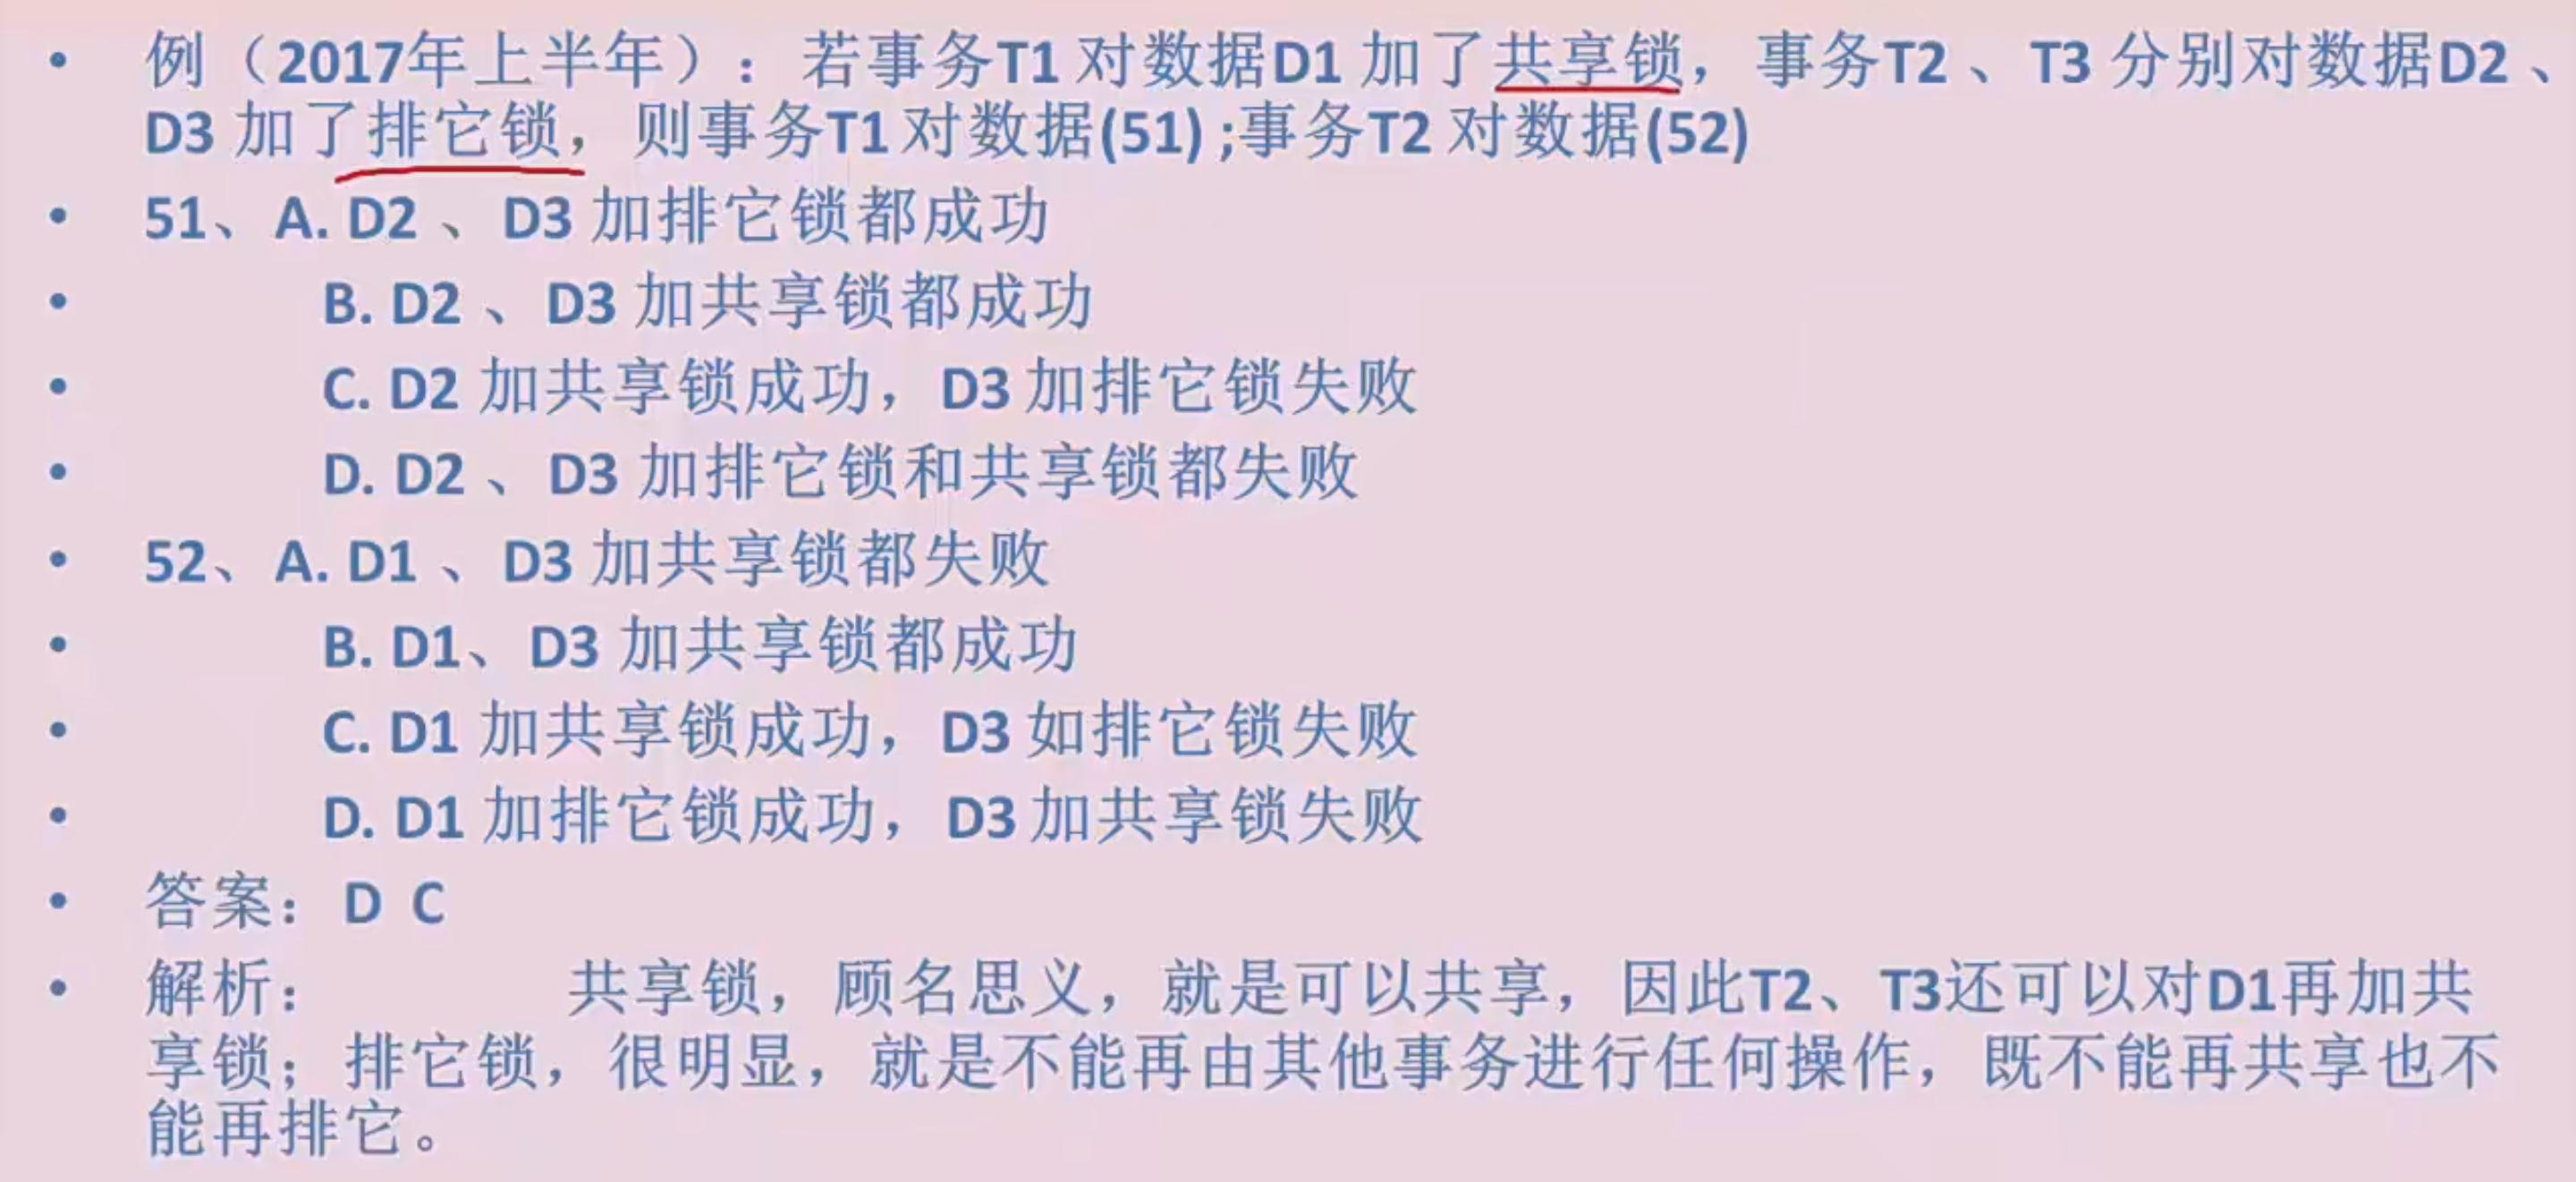 • 例（2017年上半年）：若事务T1 对数据D1 加了共享锁，事务T2 、T3 分别对数据D2 、
D3 加了排它锁，则事务T1 对数据(51) ;事务T2 对数据(52)
• 51、A. D2 、D3 加排它锁都成功
• B. D2 、D3 加共享锁都成功
• C. D2 加共享锁成功，D3 加排它锁失败
• D. D2 、D3 加排它锁和共享锁都失败
• 52、A. D1 、D3 加共享锁都失败
• B. D1、D3 加共享锁都成功
• C. D1 加共享锁成功，D3 如排它锁失败
• D. D1 加排它锁成功，D3 加共享锁失败
• 答案：D C
• 解析： 共享锁，顾名思义，就是可以共享，因此T2、T3还可以对D1再加共
享锁；排它锁，很明显，就是不能再由其他事务进行任何操作，既不能再共享也不
能再排它。